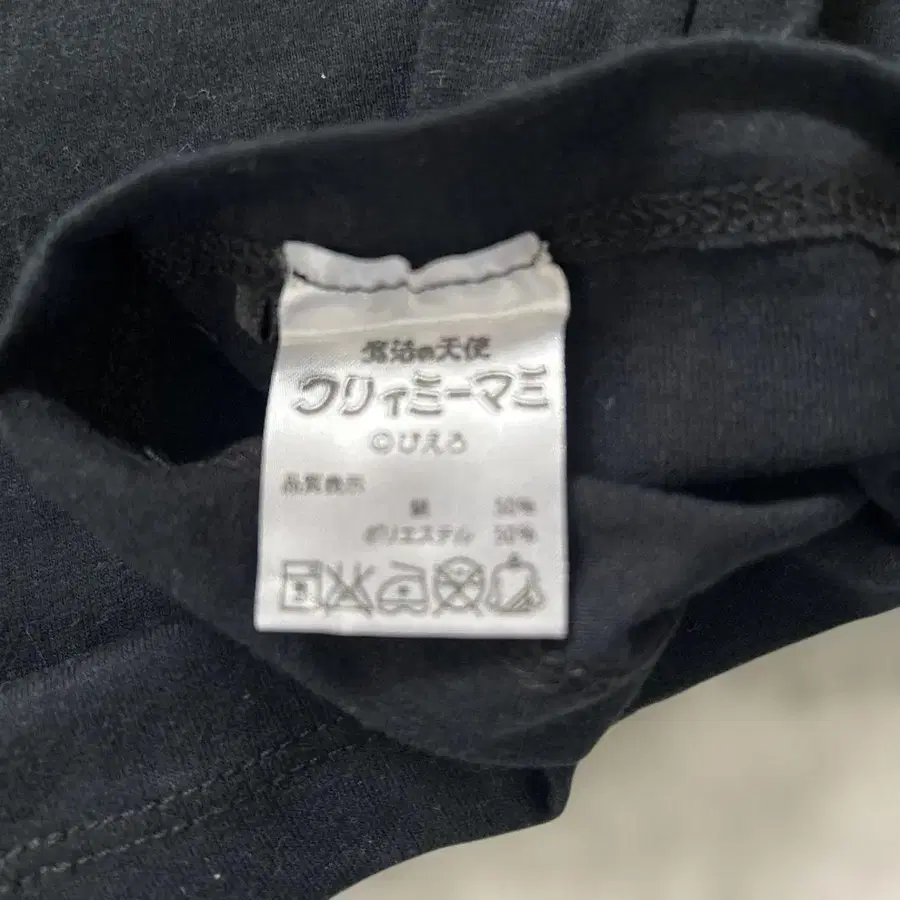 魔法の天使
クリィミーマミ
©ぴえろ
品質表示
綿 50%
ポリエステル 50%